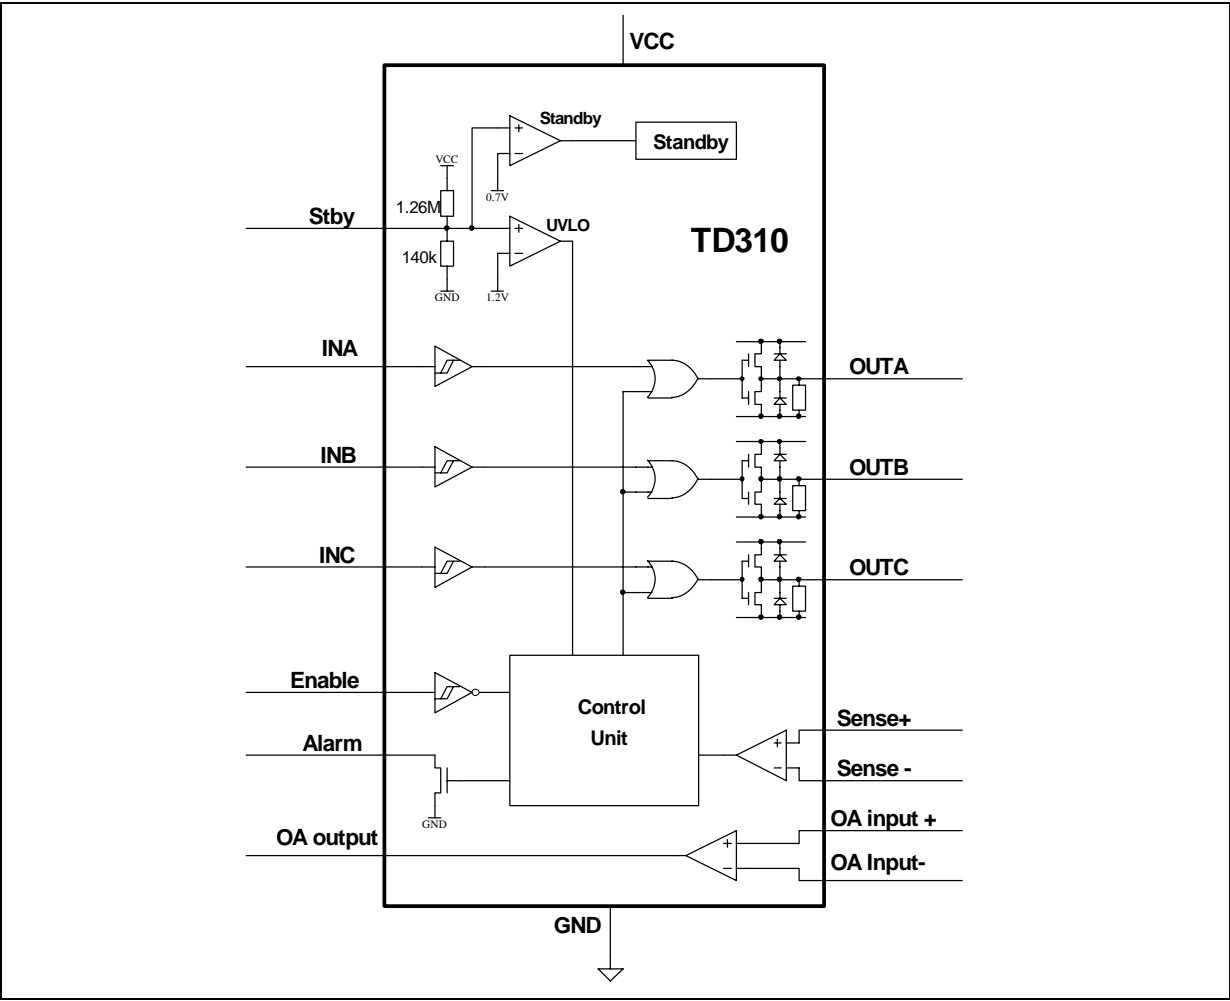 VCC
Standby
+
Standby
−
VCC
0.7V
1.26M
Stby
+
UVLO
TD310
−
140k
GND
1.2V
INA
OUTA
INB
OUTB
INC
OUTC
Enable
Control
Unit
Sense+
+
Alarm
−
Sense -
GND
OA input +
OA output
+
−
OA Input-
GND